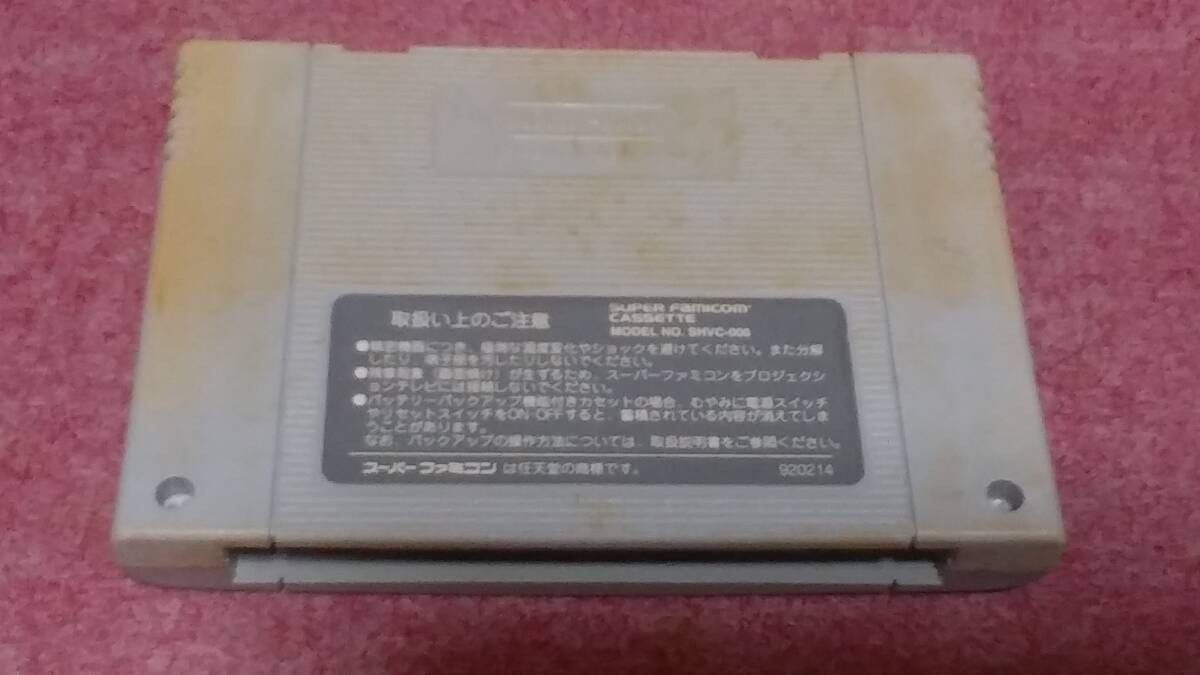 取扱い上のご注意
SUPER FAMICOM
CASSETTE
MODEL NO. SHVC-006
●精密機器につき、極端な温度変化やショックを避けてください。また分解
したり、端子部を汚したりしないでください。
●残像現象(画面焼け)が生ずるため、スーパーファミコンをプロジェクシ
ョンテレビには接続しないでください。
●バッテリーバックアップ機能付きカセットの場合、むやみに電源スイッチ
やリセットスイッチをON・OFFすると、蓄積されている内容が消えてしま
うことがあります。
なお、バックアップの操作方法については、取扱説明書をご参照ください。
スーパーファミコン は任天堂の商標です。
920214